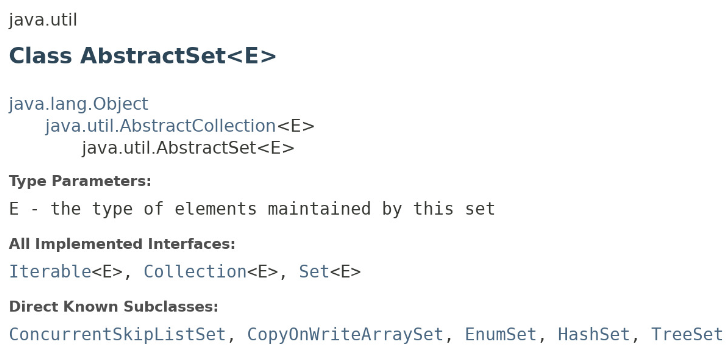 java.util
Class AbstractSet<E>
java.lang.Object
java.util.AbstractCollection<E>
java.util.AbstractSet<E>
Type Parameters:
E - the type of elements maintained by this set
All Implemented Interfaces:
Iterable<E>, Collection<E>, Set<E>
Direct Known Subclasses:
ConcurrentSkipListSet, CopyOnWriteArraySet, EnumSet, HashSet, TreeSet